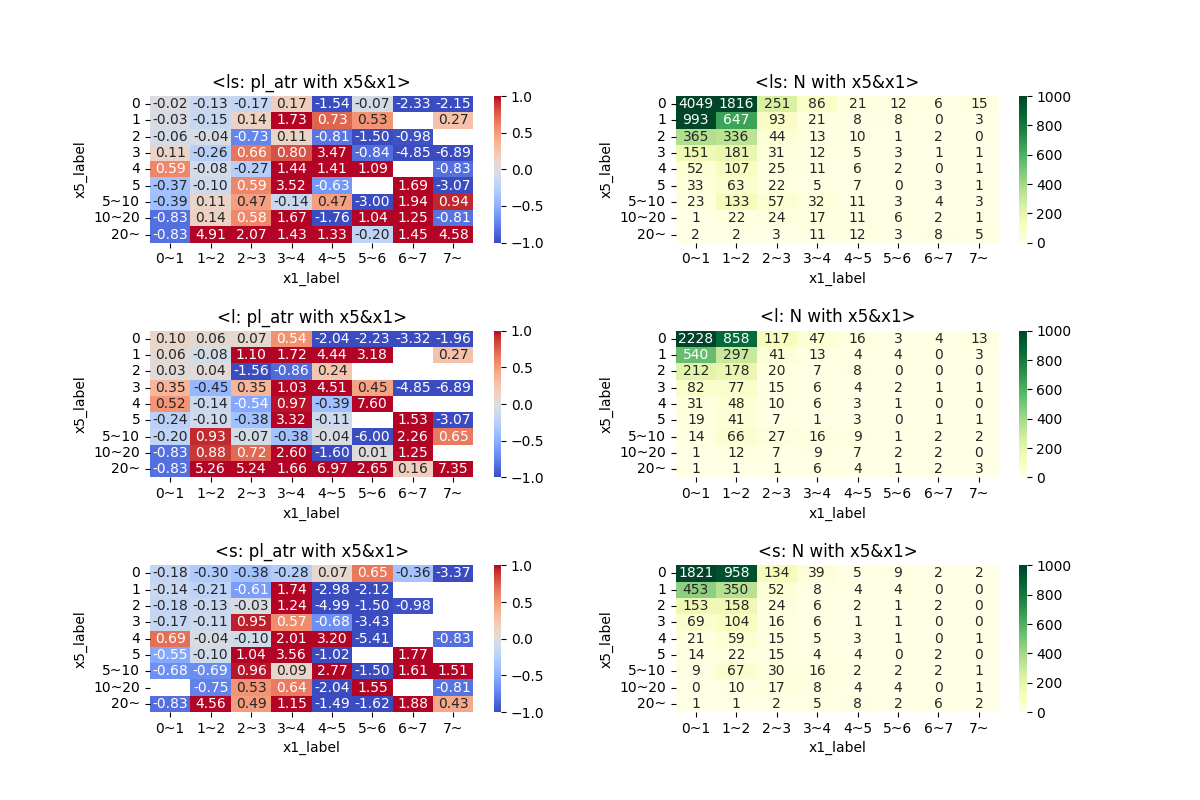 <ls: pl_atr with x5&x1>
x5_label
0 -0.02 -0.13 -0.17 0.17 -1.54 -0.07 -2.33 -2.15
1 -0.03 -0.15 0.14 1.73 0.73 0.53 0.27
2 -0.06 -0.04 -0.73 0.11 -0.81 -1.50 -0.98
3 0.11 -0.26 0.66 0.80 3.47 -0.84 -4.85 -6.89
4 0.59 -0.08 -0.27 1.44 1.41 1.09 -0.83
5 -0.37 -0.10 0.59 3.52 -0.63 1.69 -3.07
5~10 -0.39 0.11 0.47 -0.14 0.47 -3.00 1.94 0.94
10~20 -0.83 0.14 0.58 1.67 -1.76 1.04 1.25 -0.81
20~ -0.83 4.91 2.07 1.43 1.33 -0.20 1.45 4.58
0~1 1~2 2~3 3~4 4~5 5~6 6~7 7~
x1_label
1.0
0.5
0.0
−0.5
−1.0
<ls: N with x5&x1>
x5_label
0 4049 1816 251 86 21 12 6 15
1 993 647 93 21 8 8 0 3
2 365 336 44 13 10 1 2 0
3 151 181 31 12 5 3 1 1
4 52 107 25 11 6 2 0 1
5 33 63 22 5 7 0 3 1
5~10 23 133 57 32 11 3 4 3
10~20 1 22 24 17 11 6 2 1
20~ 2 2 3 11 12 3 8 5
0~1 1~2 2~3 3~4 4~5 5~6 6~7 7~
x1_label
1000
800
600
400
200
0
<l: pl_atr with x5&x1>
x5_label
0 0.10 0.06 0.07 0.54 -2.04 -2.23 -3.32 -1.96
1 0.06 -0.08 1.10 1.72 4.44 3.18 0.27
2 0.03 0.04 -1.56 -0.86 0.24
3 0.35 -0.45 0.35 1.03 4.51 0.45 -4.85 -6.89
4 0.52 -0.14 -0.54 0.97 -0.39 7.60
5 -0.24 -0.10 -0.38 3.32 -0.11 1.53 -3.07
5~10 -0.20 0.93 -0.07 -0.38 -0.04 -6.00 2.26 0.65
10~20 -0.83 0.88 0.72 2.60 -1.60 0.01 1.25
20~ -0.83 5.26 5.24 1.66 6.97 2.65 0.16 7.35
0~1 1~2 2~3 3~4 4~5 5~6 6~7 7~
x1_label
1.0
0.5
0.0
−0.5
−1.0
<l: N with x5&x1>
x5_label
0 2228 858 117 47 16 3 4 13
1 540 297 41 13 4 4 0 3
2 212 178 20 7 8 0 0 0
3 82 77 15 6 4 2 1 1
4 31 48 10 6 3 1 0 0
5 19 41 7 1 3 0 1 1
5~10 14 66 27 16 9 1 2 2
10~20 1 12 7 9 7 2 2 0
20~ 1 1 1 6 4 1 2 3
0~1 1~2 2~3 3~4 4~5 5~6 6~7 7~
x1_label
1000
800
600
400
200
0
<s: pl_atr with x5&x1>
x5_label
0 -0.18 -0.30 -0.38 -0.28 0.07 0.65 -0.36 -3.37
1 -0.14 -0.21 -0.61 1.74 -2.98 -2.12
2 -0.18 -0.13 -0.03 1.24 -4.99 -1.50 -0.98
3 -0.17 -0.11 0.95 0.57 -0.68 -3.43
4 0.69 -0.04 -0.10 2.01 3.20 -5.41 -0.83
5 -0.55 -0.10 1.04 3.56 -1.02 1.77
5~10 -0.68 -0.69 0.96 0.09 2.77 -1.50 1.61 1.51
10~20 -0.75 0.53 0.64 -2.04 1.55 -0.81
20~ -0.83 4.56 0.49 1.15 -1.49 -1.62 1.88 0.43
0~1 1~2 2~3 3~4 4~5 5~6 6~7 7~
x1_label
1.0
0.5
0.0
−0.5
−1.0
<s: N with x5&x1>
x5_label
0 1821 958 134 39 5 9 2 2
1 453 350 52 8 4 4 0 0
2 153 158 24 6 2 1 2 0
3 69 104 16 6 1 1 0 0
4 21 59 15 5 3 1 0 1
5 14 22 15 4 4 0 2 0
5~10 9 67 30 16 2 2 2 1
10~20 0 10 17 8 4 4 0 1
20~ 1 1 2 5 8 2 6 2
0~1 1~2 2~3 3~4 4~5 5~6 6~7 7~
x1_label
1000
800
600
400
200
0